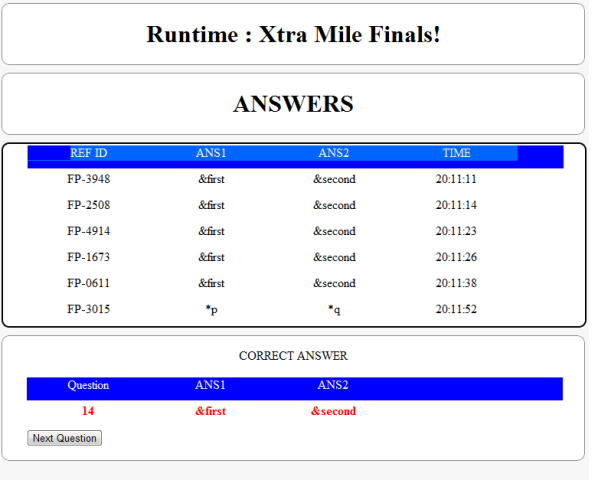 Runtime : Xtra Mile Finals!
ANSWERS
REF ID ANS1 ANS2 TIME
FP-3948 &first &second 20:11:11
FP-2508 &first &second 20:11:14
FP-4914 &first &second 20:11:23
FP-1673 &first &second 20:11:26
FP-0611 &first &second 20:11:38
FP-3015 *p *q 20:11:52
CORRECT ANSWER
Question ANS1 ANS2
14 &first &second
Next Question